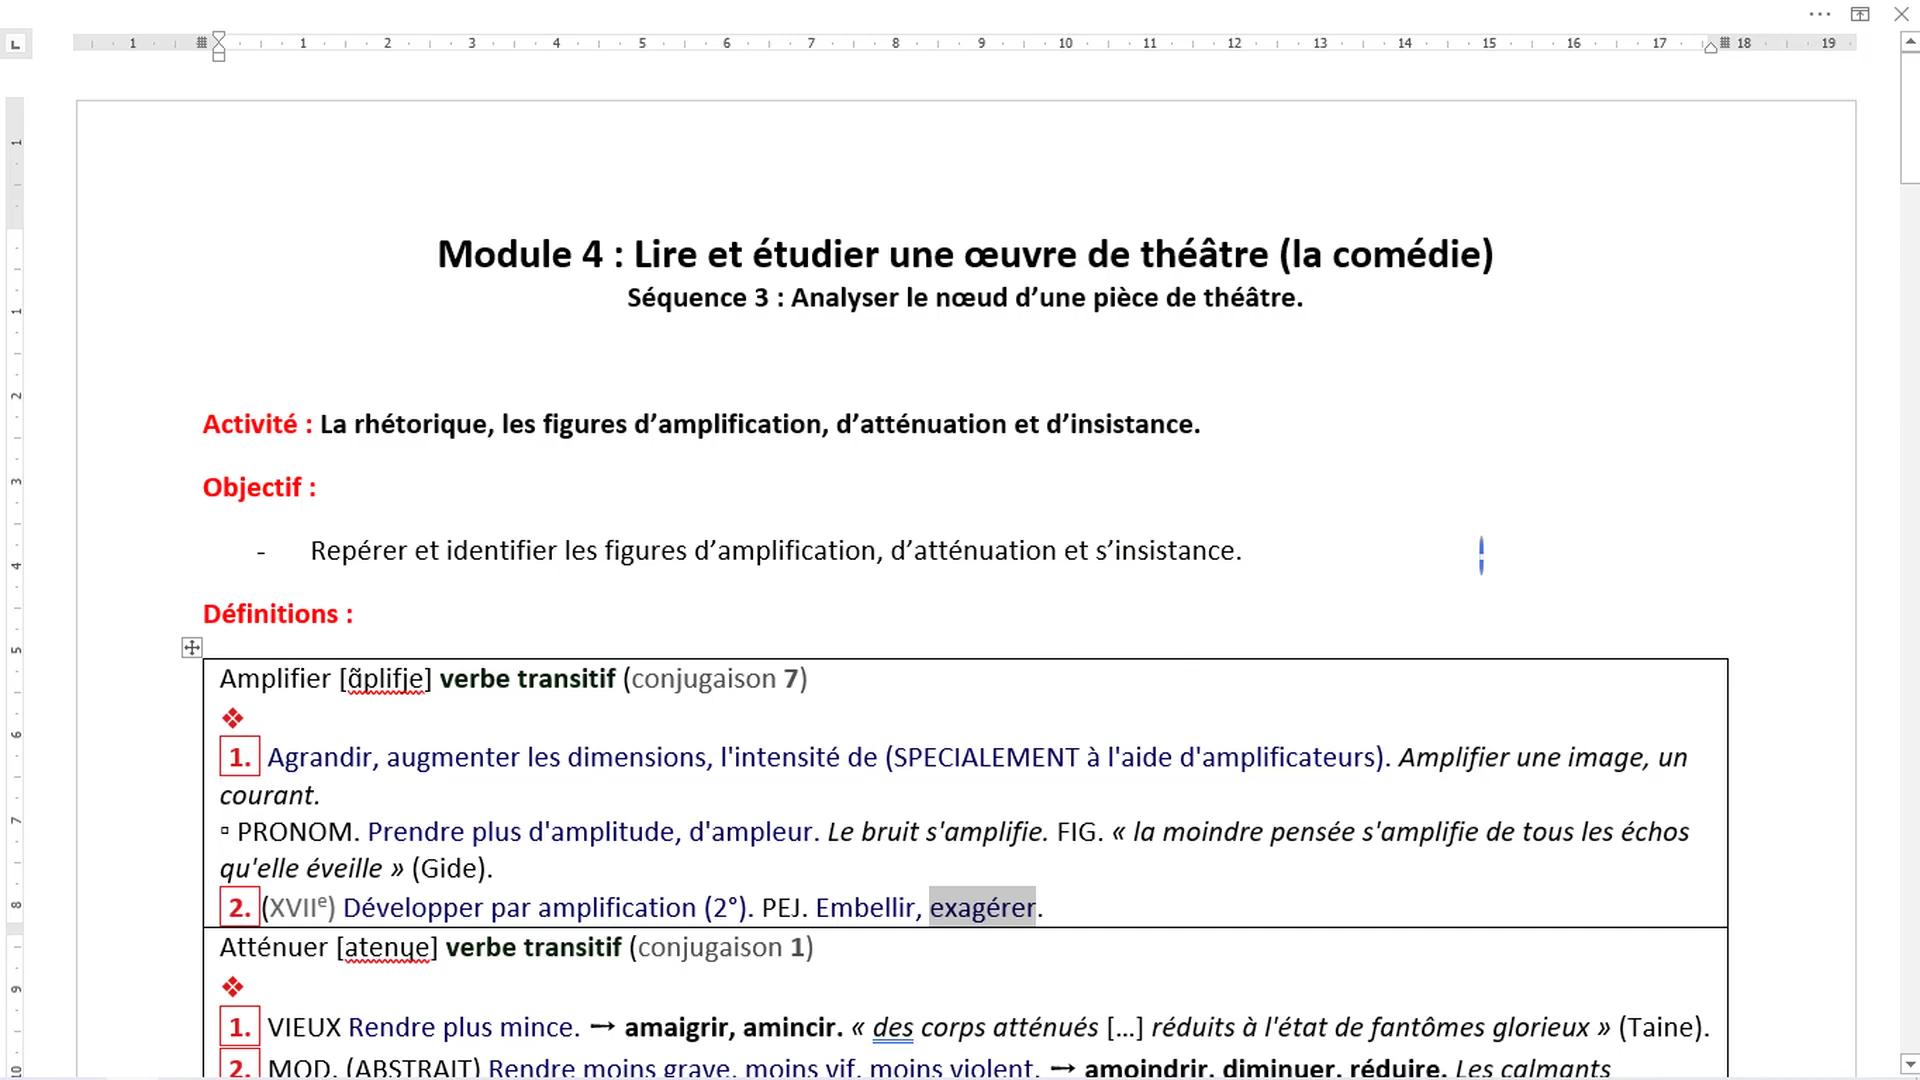 Module 4 : Lire et étudier une œuvre de théâtre (la comédie)
Séquence 3 : Analyser le nœud d’une pièce de théâtre.
Activité : La rhétorique, les figures d’amplification, d’atténuation et d’insistance.
Objectif :
- Repérer et identifier les figures d’amplification, d’atténuation et s’insistance.
Définitions :
Amplifier [ɑ̃plifje] verbe transitif (conjugaison 7)
❖
1. Agrandir, augmenter les dimensions, l'intensité de (SPECIALEMENT à l'aide d'amplificateurs). Amplifier une image, un
courant.
▫ PRONOM. Prendre plus d'amplitude, d'ampleur. Le bruit s'amplifie. FIG. « la moindre pensée s'amplifie de tous les échos
qu'elle éveille » (Gide).
2. (XVIIe) Développer par amplification (2°). PEJ. Embellir, exagérer.
Atténuer [atenɥe] verbe transitif (conjugaison 1)
❖
1. VIEUX Rendre plus mince. → amaigrir, amincir. « des corps atténués [...] réduits à l'état de fantômes glorieux » (Taine).
2. MOD. (ABSTRAIT) Rendre moins grave, moins vif, moins violent. → amoindrir, diminuer, réduire. Les calmants